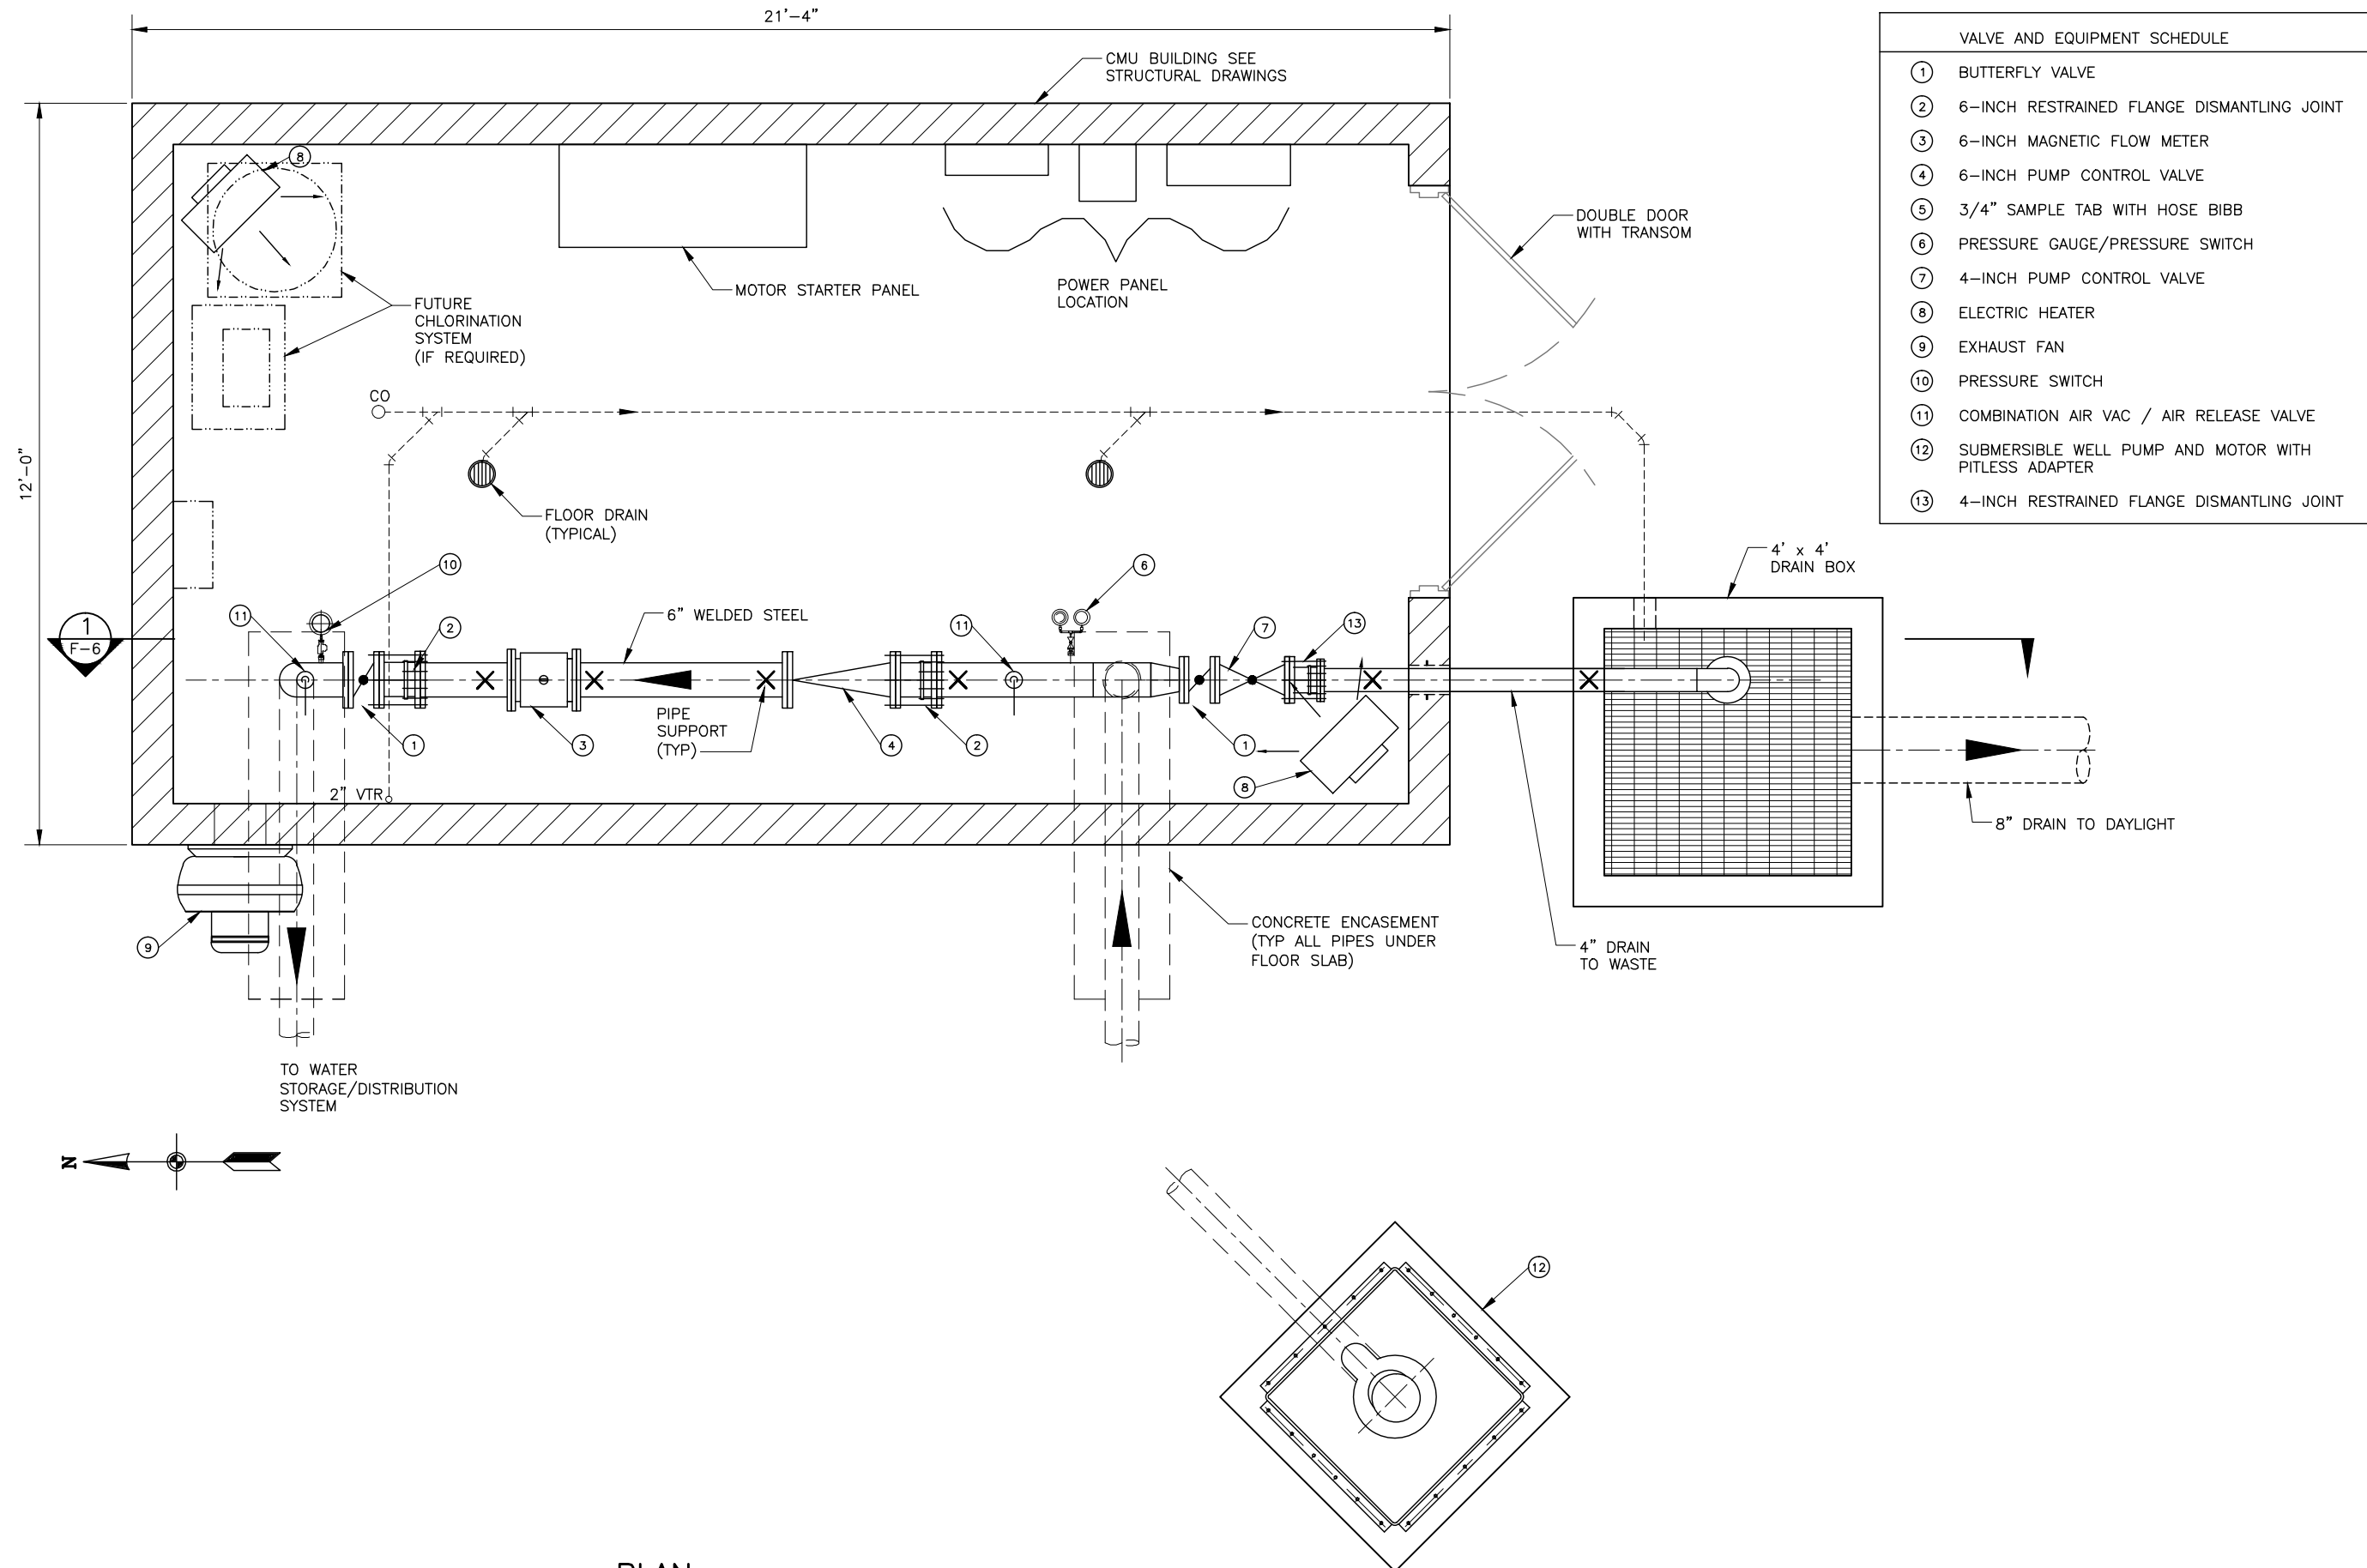 21'-4"
CMU BUILDING SEE
STRUCTURAL DRAWINGS
VALVE AND EQUIPMENT SCHEDULE
1 BUTTERFLY VALVE
2 6-INCH RESTRAINED FLANGE DISMANTLING JOINT
3 6-INCH MAGNETIC FLOW METER
4 6-INCH PUMP CONTROL VALVE
5 3/4" SAMPLE TAB WITH HOSE BIBB
6 PRESSURE GAUGE/PRESSURE SWITCH
7 4-INCH PUMP CONTROL VALVE
8 ELECTRIC HEATER
9 EXHAUST FAN
10 PRESSURE SWITCH
11 COMBINATION AIR VAC / AIR RELEASE VALVE
12 SUBMERSIBLE WELL PUMP AND MOTOR WITH
PITLESS ADAPTER
13 4-INCH RESTRAINED FLANGE DISMANTLING JOINT
8
DOUBLE DOOR
WITH TRANSOM
MOTOR STARTER PANEL
POWER PANEL
LOCATION
FUTURE
CHLORINATION
SYSTEM
(IF REQUIRED)
CO
12'-0"
FLOOR DRAIN
(TYPICAL)
4' x 4'
DRAIN BOX
10
6
11
2
6" WELDED STEEL
11
7
13
1
F-6
PIPE
SUPPORT
(TYP)
1
3
4
2
1
8
2" VTR
8" DRAIN TO DAYLIGHT
9
CONCRETE ENCASEMENT
(TYP ALL PIPES UNDER
FLOOR SLAB)
4" DRAIN
TO WASTE
TO WATER
STORAGE/DISTRIBUTION
SYSTEM
N
12
PLAN